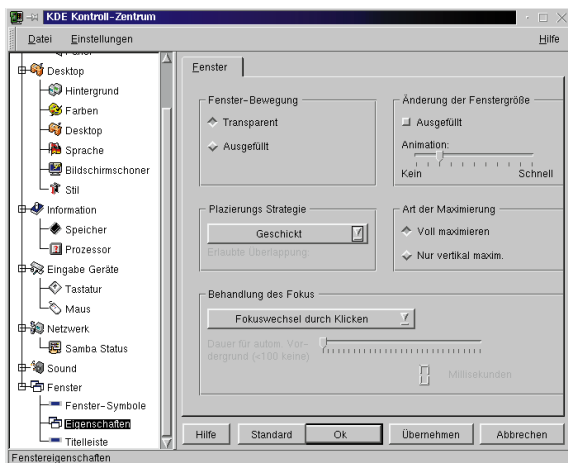 KDE Kontroll-Zentrum
Datei Einstellungen Hilfe
Panel
Desktop
Hintergrund
Farben
Desktop
Sprache
Bildschirmschoner
Stil
Information
Speicher
Prozessor
Eingabe Geräte
Tastatur
Maus
Netzwerk
Samba Status
Sound
Fenster
Fenster-Symbole
Eigenschaften
Titelleiste
Fenster
Fenster-Bewegung
Transparent
Ausgefüllt
Änderung der Fenstergröße
Ausgefüllt
Animation:
Kein Schnell
Plazierungs Strategie
Geschickt
Erlaubte Überlappung:
Art der Maximierung
Voll maximieren
Nur vertikal maxim.
Behandlung des Fokus
Fokuswechsel durch Klicken
Dauer für autom. Vor-
dergrund (<100 keine)
Millisekunden
Hilfe Standard Ok Übernehmen Abbrechen
Fenstereigenschaften